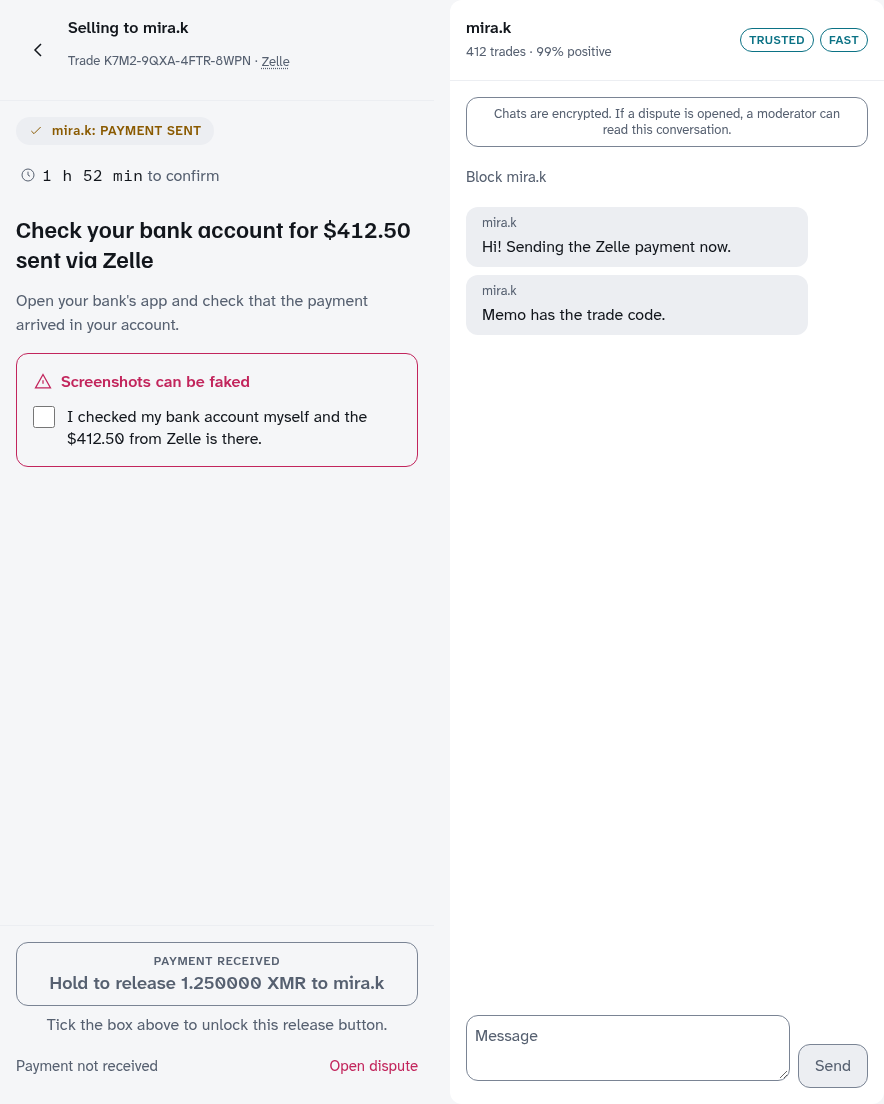 Selling to mira.k
Trade K7M2-9QXA-4FTR-8WPN · Zelle
mira.k: PAYMENT SENT
1 h 52 min to confirm
Check your bank account for $412.50
sent via Zelle
Open your bank's app and check that the payment
arrived in your account.
Screenshots can be faked
I checked my bank account myself and the
$412.50 from Zelle is there.
PAYMENT RECEIVED
Hold to release 1.250000 XMR to mira.k
Tick the box above to unlock this release button.
Payment not received
Open dispute
mira.k
412 trades · 99% positive
TRUSTED
FAST
Chats are encrypted. If a dispute is opened, a moderator can
read this conversation.
Block mira.k
mira.k
Hi! Sending the Zelle payment now.
mira.k
Memo has the trade code.
Message
Send